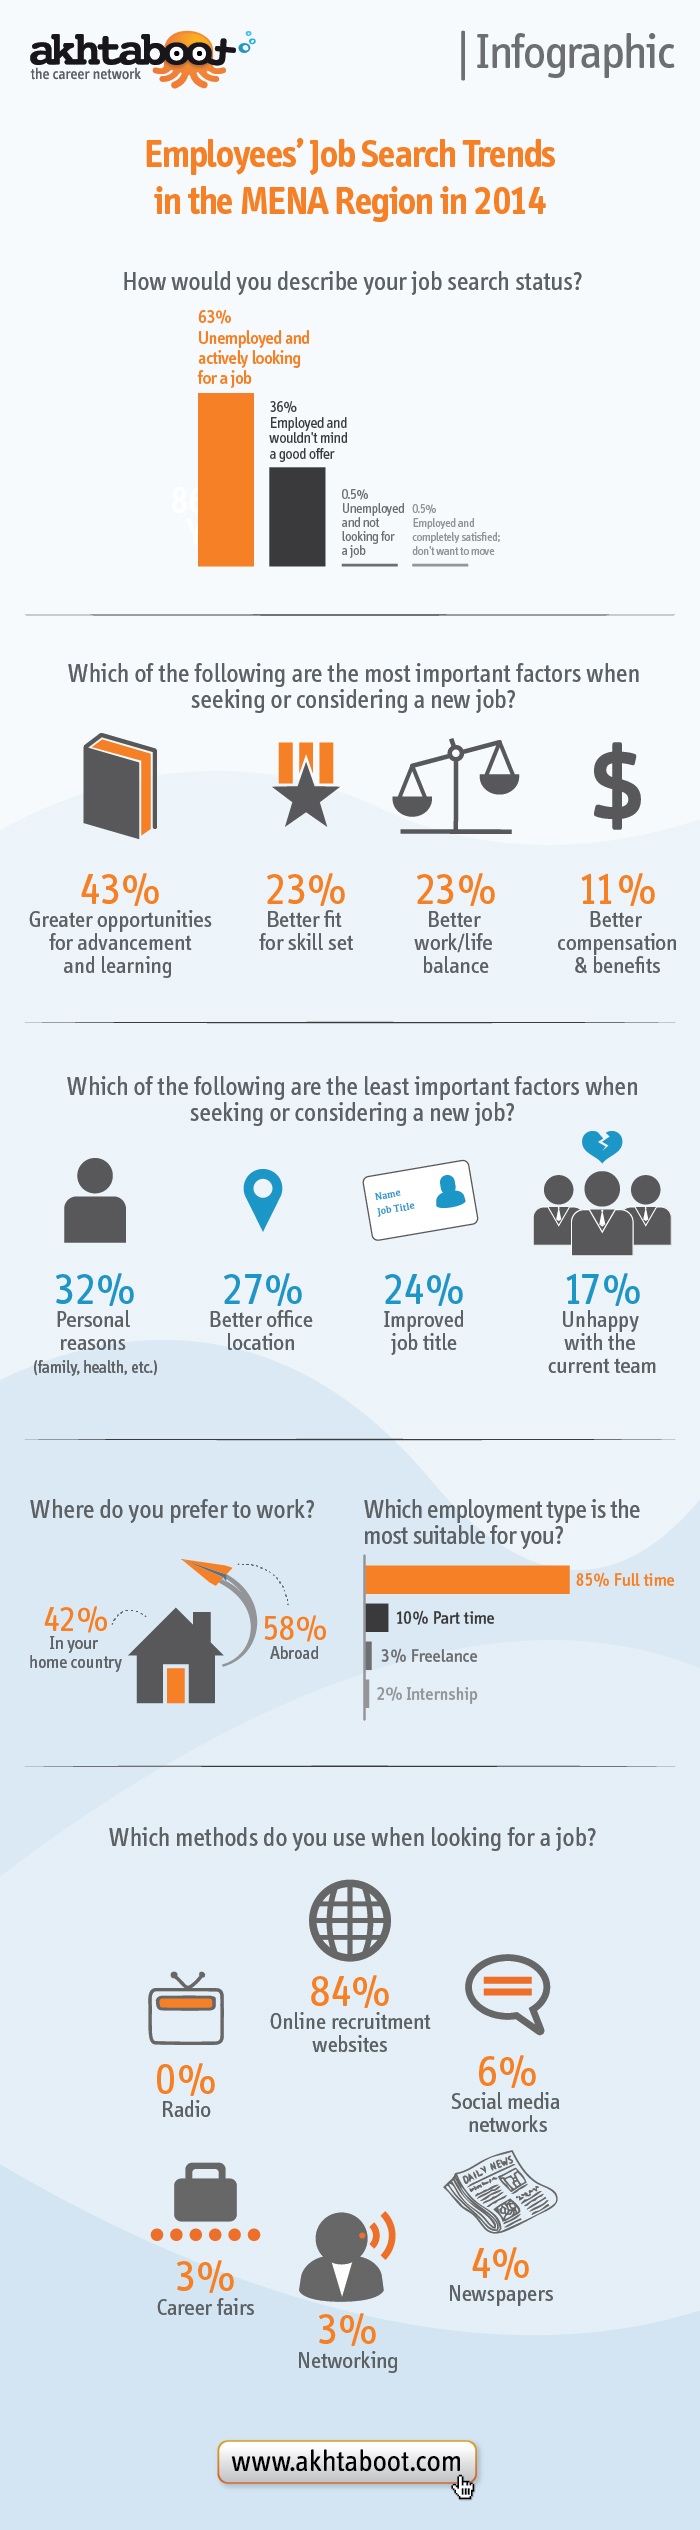 akhtaboot
the career network
Infographic
Employees’ Job Search Trends
in the MENA Region in 2014
How would you describe your job search status?
63%
Unemployed and
actively looking
for a job
36%
Employed and
wouldn't mind
a good offer
0.5%
Unemployed
and not
looking for
a job
0.5%
Employed and
completely satisfied;
don't want to move
Which of the following are the most important factors when
seeking or considering a new job?
43%
Greater opportunities
for advancement
and learning
23%
Better fit
for skill set
23%
Better
work/life
balance
11%
Better
compensation
& benefits
Which of the following are the least important factors when
seeking or considering a new job?
Name
Job Title
32%
Personal
reasons
(family, health, etc.)
27%
Better office
location
24%
Improved
job title
17%
Unhappy
with the
current team
Where do you prefer to work?
42%
In your
home country
58%
Abroad
Which employment type is the
most suitable for you?
85% Full time
10% Part time
3% Freelance
2% Internship
Which methods do you use when looking for a job?
84%
Online recruitment
websites
0%
Radio
6%
Social media
networks
DAILY NEWS
3%
Career fairs
4%
Newspapers
3%
Networking
www.akhtaboot.com